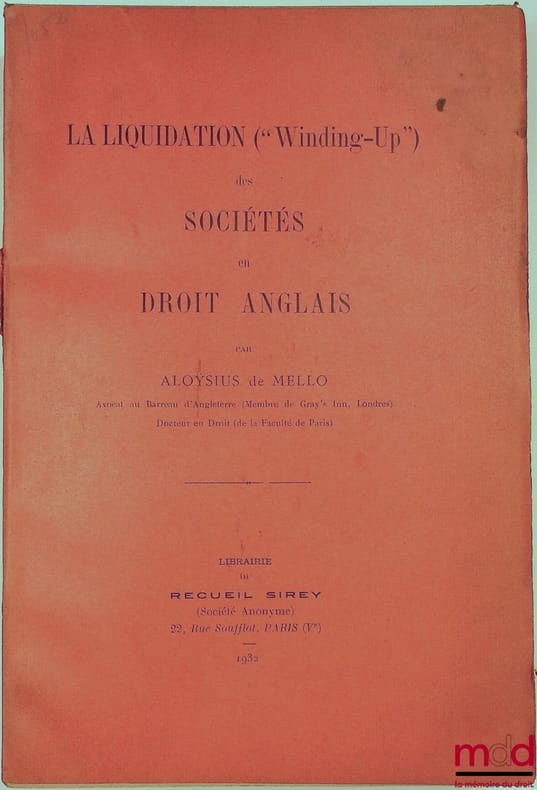 LA LIQUIDATION (“Winding-Up”)
des
SOCIÉTÉS
en
DROIT ANGLAIS
PAR
ALOYSIUS de MELLO
Avocat au Barreau d'Angleterre (Membre de Gray's Inn, Londres)
Docteur en Droit (de la Faculté de Paris)
LIBRAIRIE
DU
RECUEIL SIREY
(Société Anonyme)
22, Rue Soufflot, PARIS (Vᵉ)
1932
mdd
la mémoire du droit